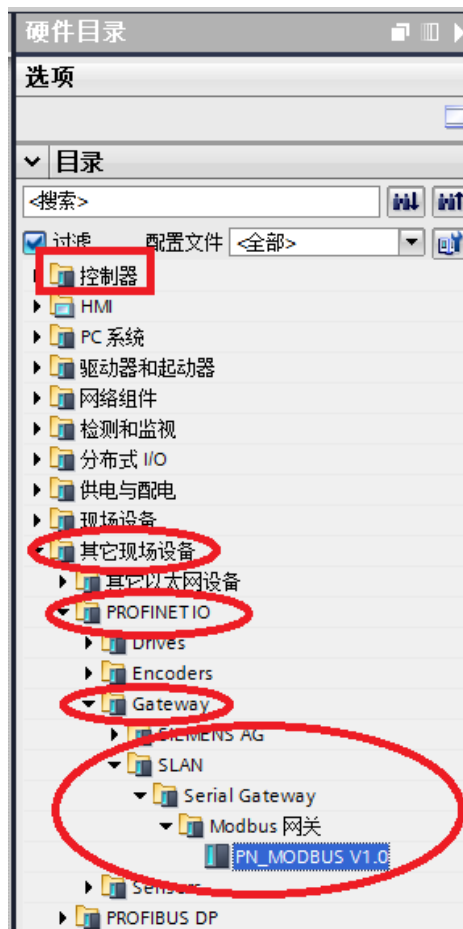 硬件目录
选项
目录
<搜索>
过滤 配置文件 <全部>
控制器
HMI
PC 系统
驱动器和起动器
网络组件
检测和监视
分布式 I/O
供电与配电
现场设备
其它现场设备
其它以太网设备
PROFINET IO
Drives
Encoders
Gateway
SIEMENS AG
SLAN
Serial Gateway
Modbus 网关
PN_MODBUS V1.0
Sensors
PROFIBUS DP